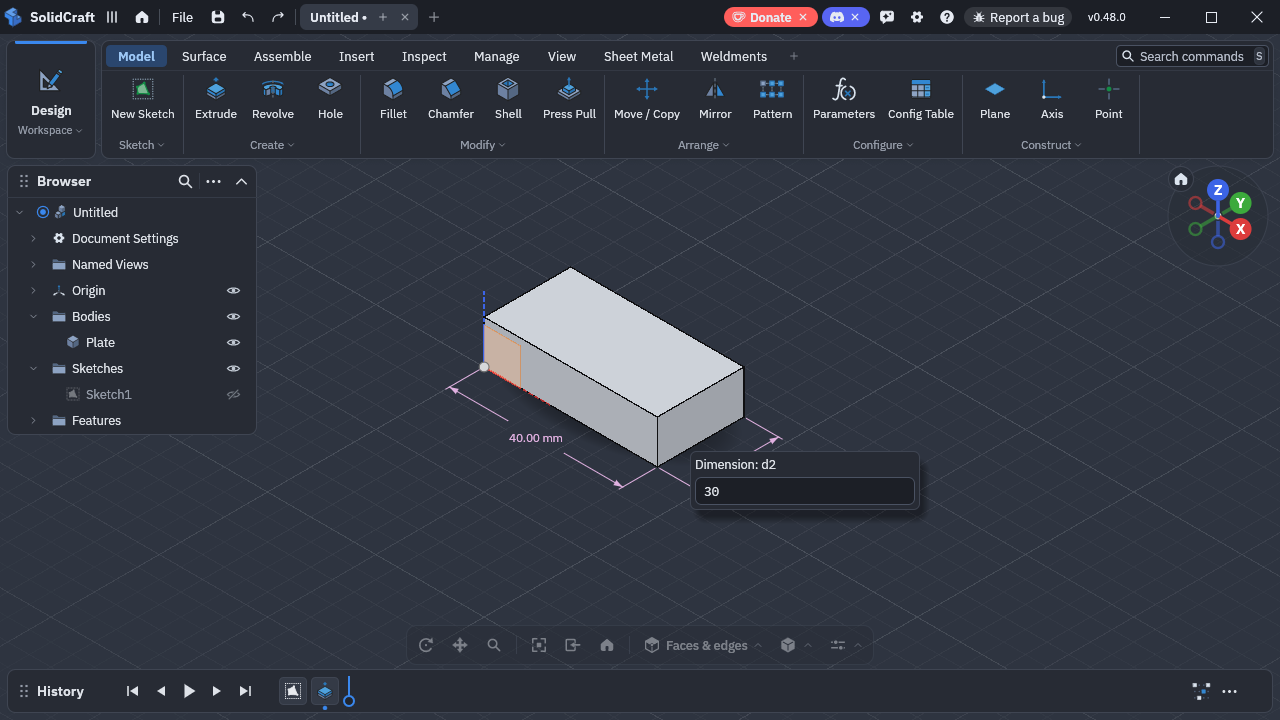 SolidCraft
File
Untitled •
Donate
Report a bug
v0.48.0
Design
Workspace
Model
Surface
Assemble
Insert
Inspect
Manage
View
Sheet Metal
Weldments
Search commands
S
New Sketch
Extrude
Revolve
Hole
Fillet
Chamfer
Shell
Press Pull
Move / Copy
Mirror
Pattern
Parameters
Config Table
Plane
Axis
Point
Sketch
Create
Modify
Arrange
Configure
Construct
Browser
Untitled
Document Settings
Named Views
Origin
Bodies
Plate
Sketches
Sketch1
Features
Z
Y
X
40.00 mm
Dimension: d2
30
Faces & edges
History